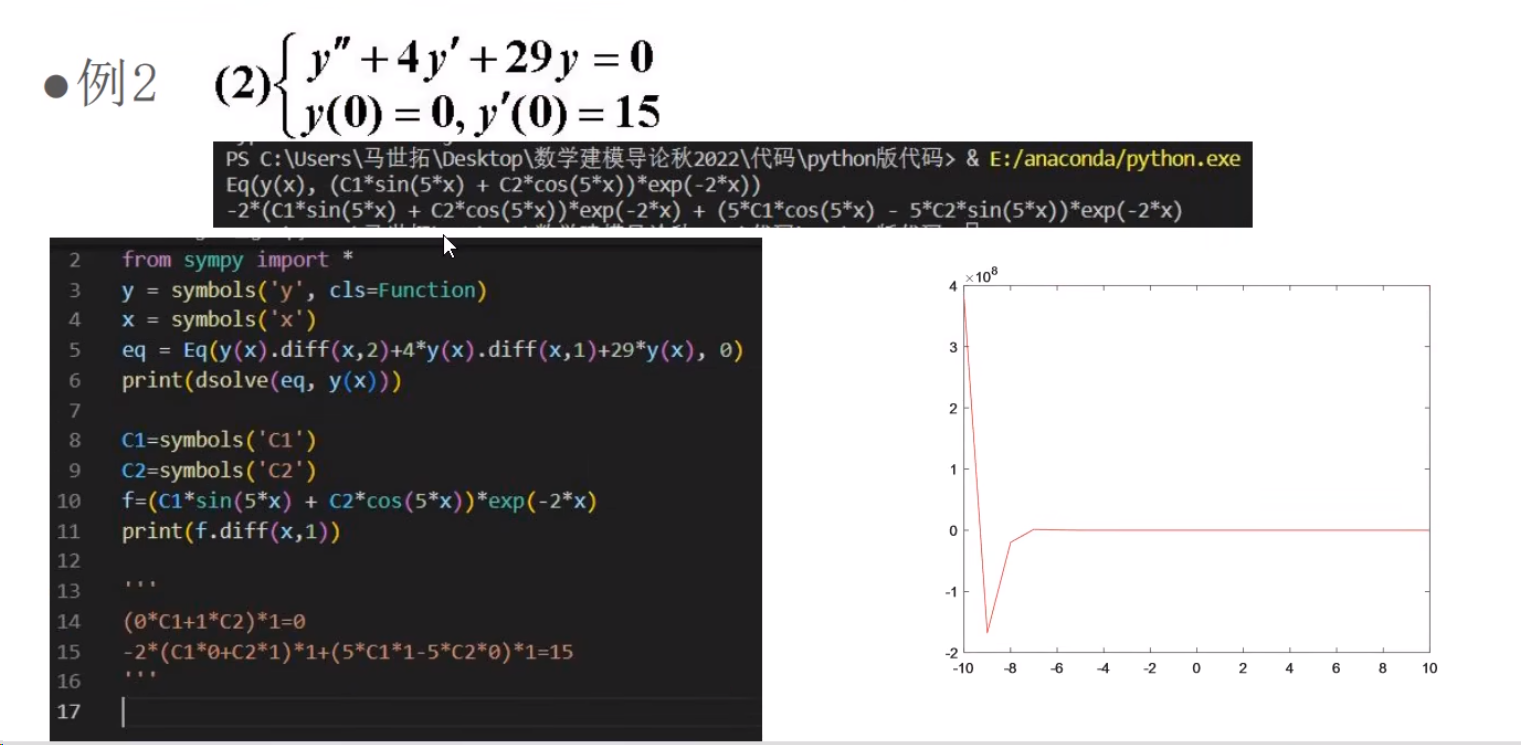 ●例2
(2){ y″+4y′+29y=0
y(0)=0, y′(0)=15
PS C:\Users\马世拓\Desktop\数学建模导论秋2022\代码\python版代码> & E:/anaconda/python.exe
Eq(y(x), (C1*sin(5*x) + C2*cos(5*x))*exp(-2*x))
-2*(C1*sin(5*x) + C2*cos(5*x))*exp(-2*x) + (5*C1*cos(5*x) - 5*C2*sin(5*x))*exp(-2*x)
2 from sympy import *
3 y = symbols('y', cls=Function)
4 x = symbols('x')
5 eq = Eq(y(x).diff(x,2)+4*y(x).diff(x,1)+29*y(x), 0)
6 print(dsolve(eq, y(x)))
7
8 C1=symbols('C1')
9 C2=symbols('C2')
10 f=(C1*sin(5*x) + C2*cos(5*x))*exp(-2*x)
11 print(f.diff(x,1))
12
13 '''
14 (0*C1+1*C2)*1=0
15 -2*(C1*0+C2*1)*1+(5*C1*1-5*C2*0)*1=15
16 '''
17
×10⁸
4
3
2
1
0
-1
-2
-10 -8 -6 -4 -2 0 2 4 6 8 10